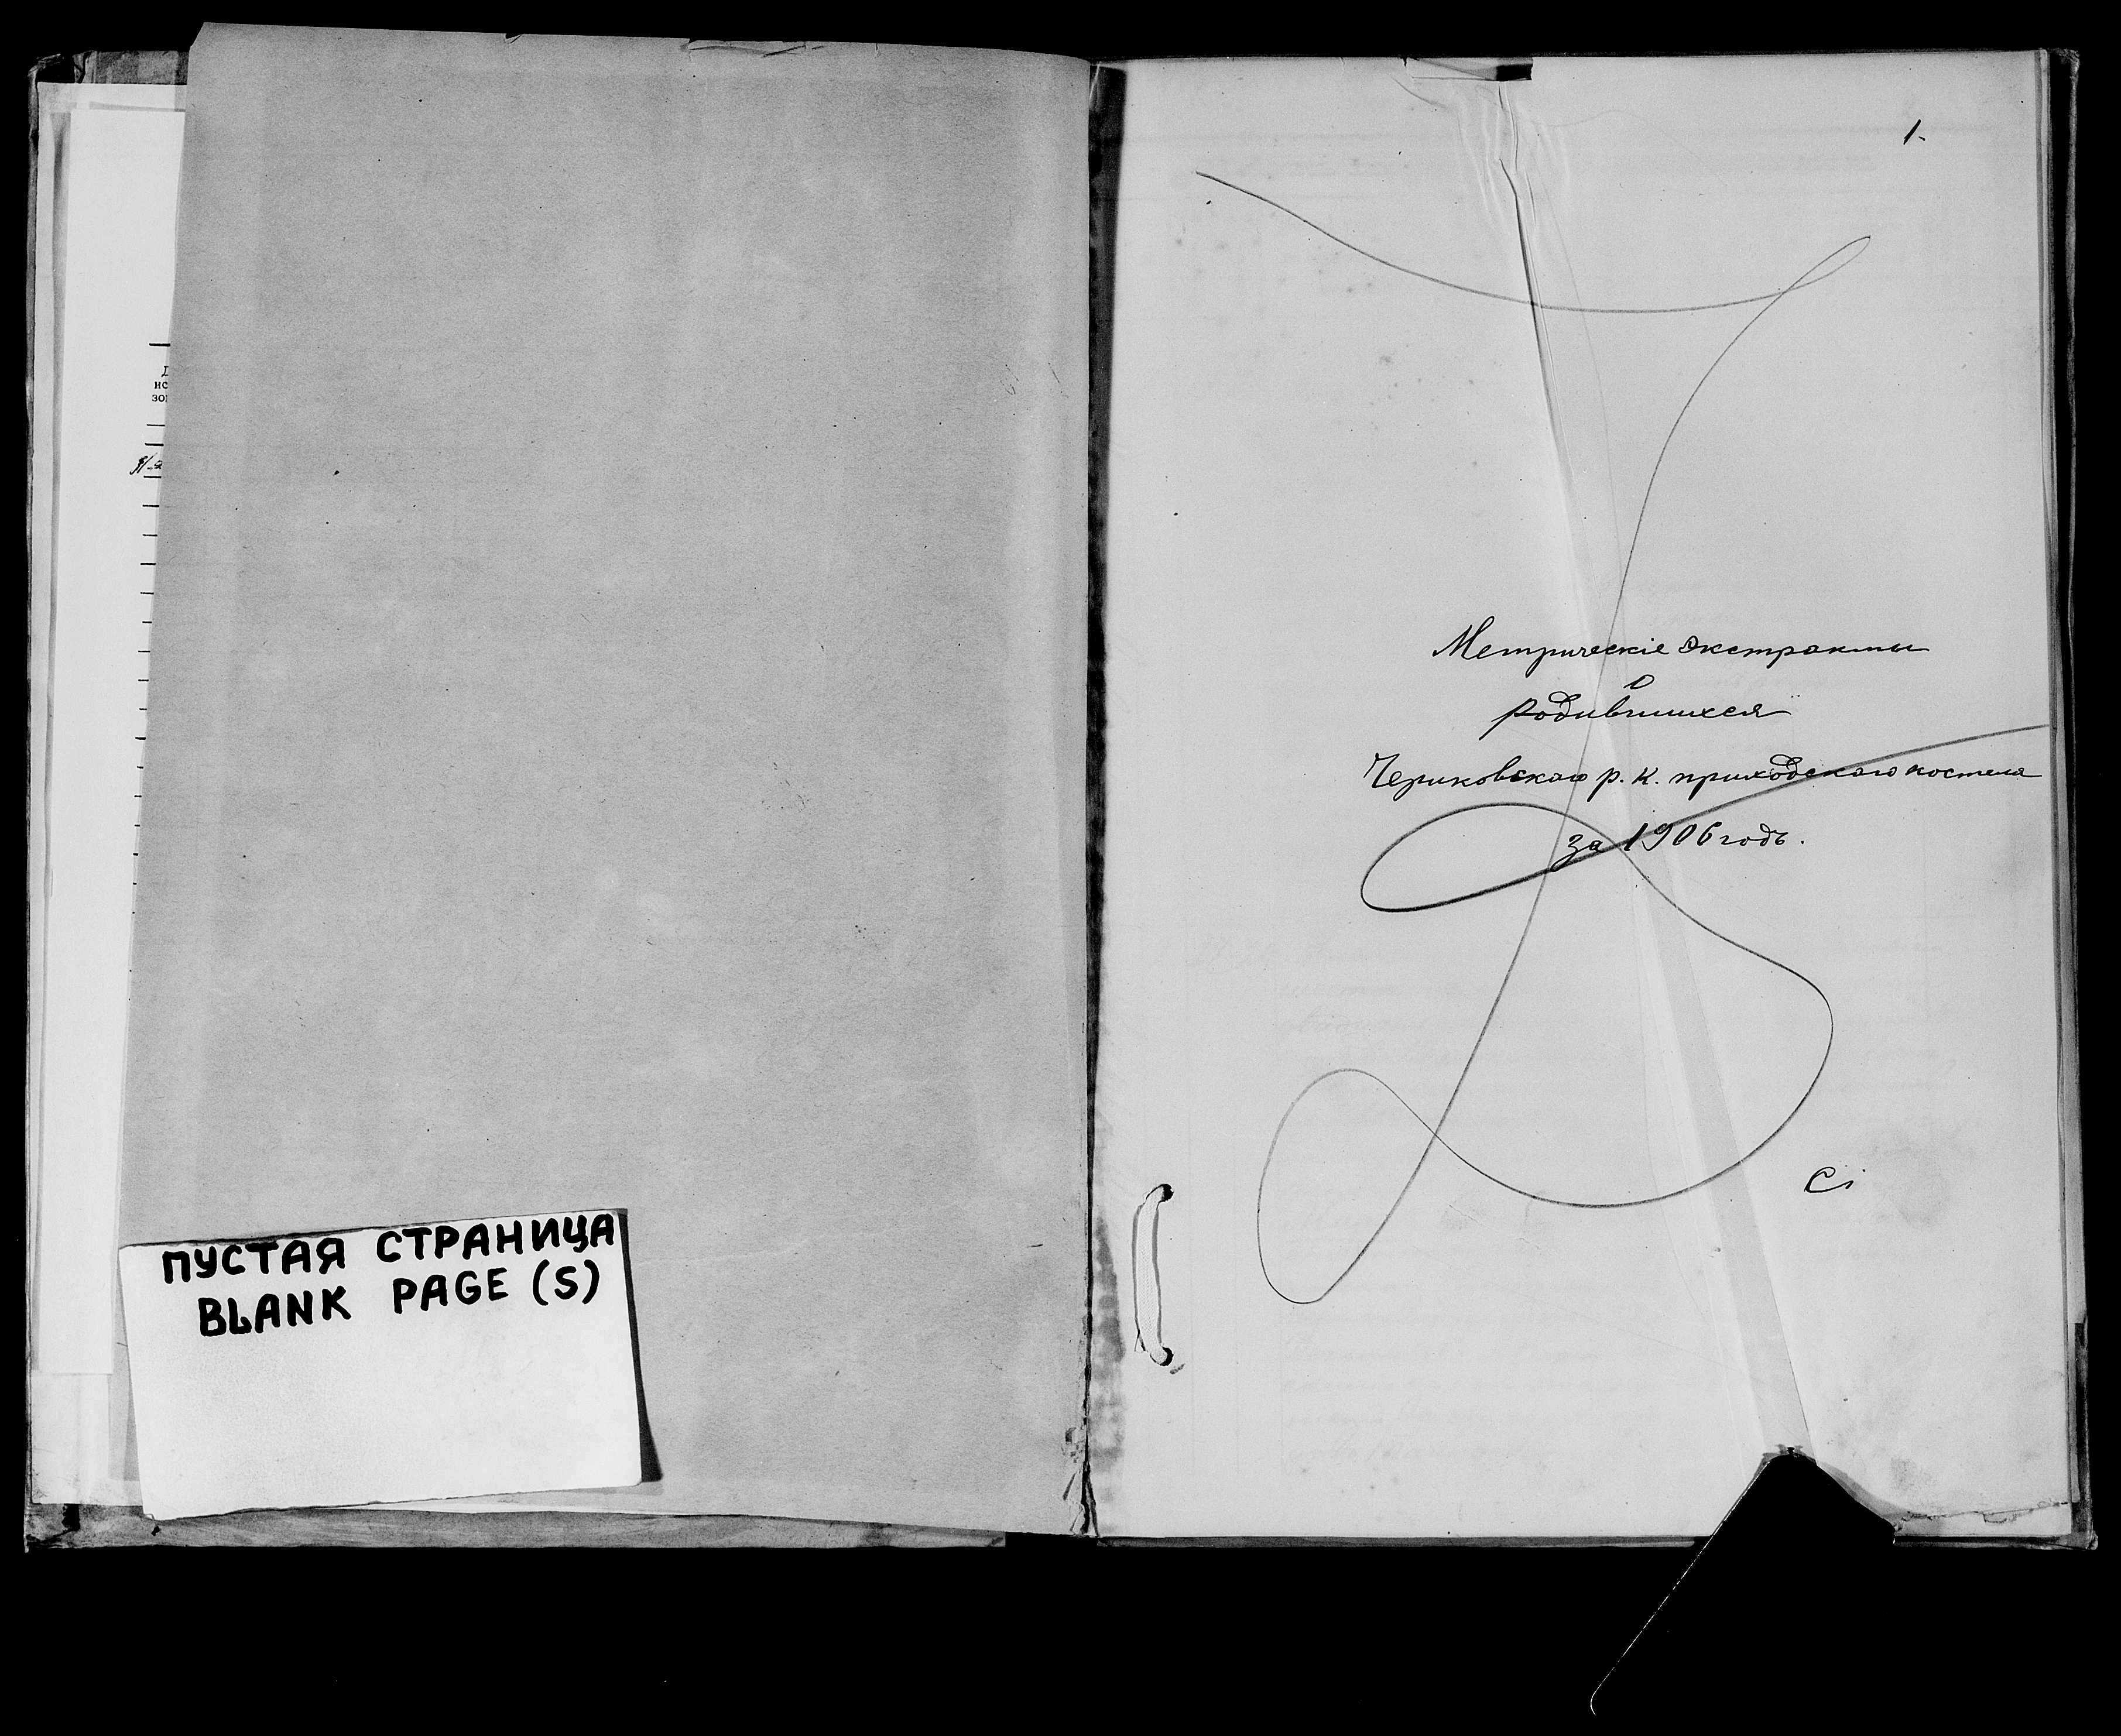 ПУСТАЯ СТРАНИЦА
BLANK PAGE (S)
1.
Метрическіе экстракты
о
родившихся
Чериковскаго р. к. приходскаго костела
за 1906 годъ.